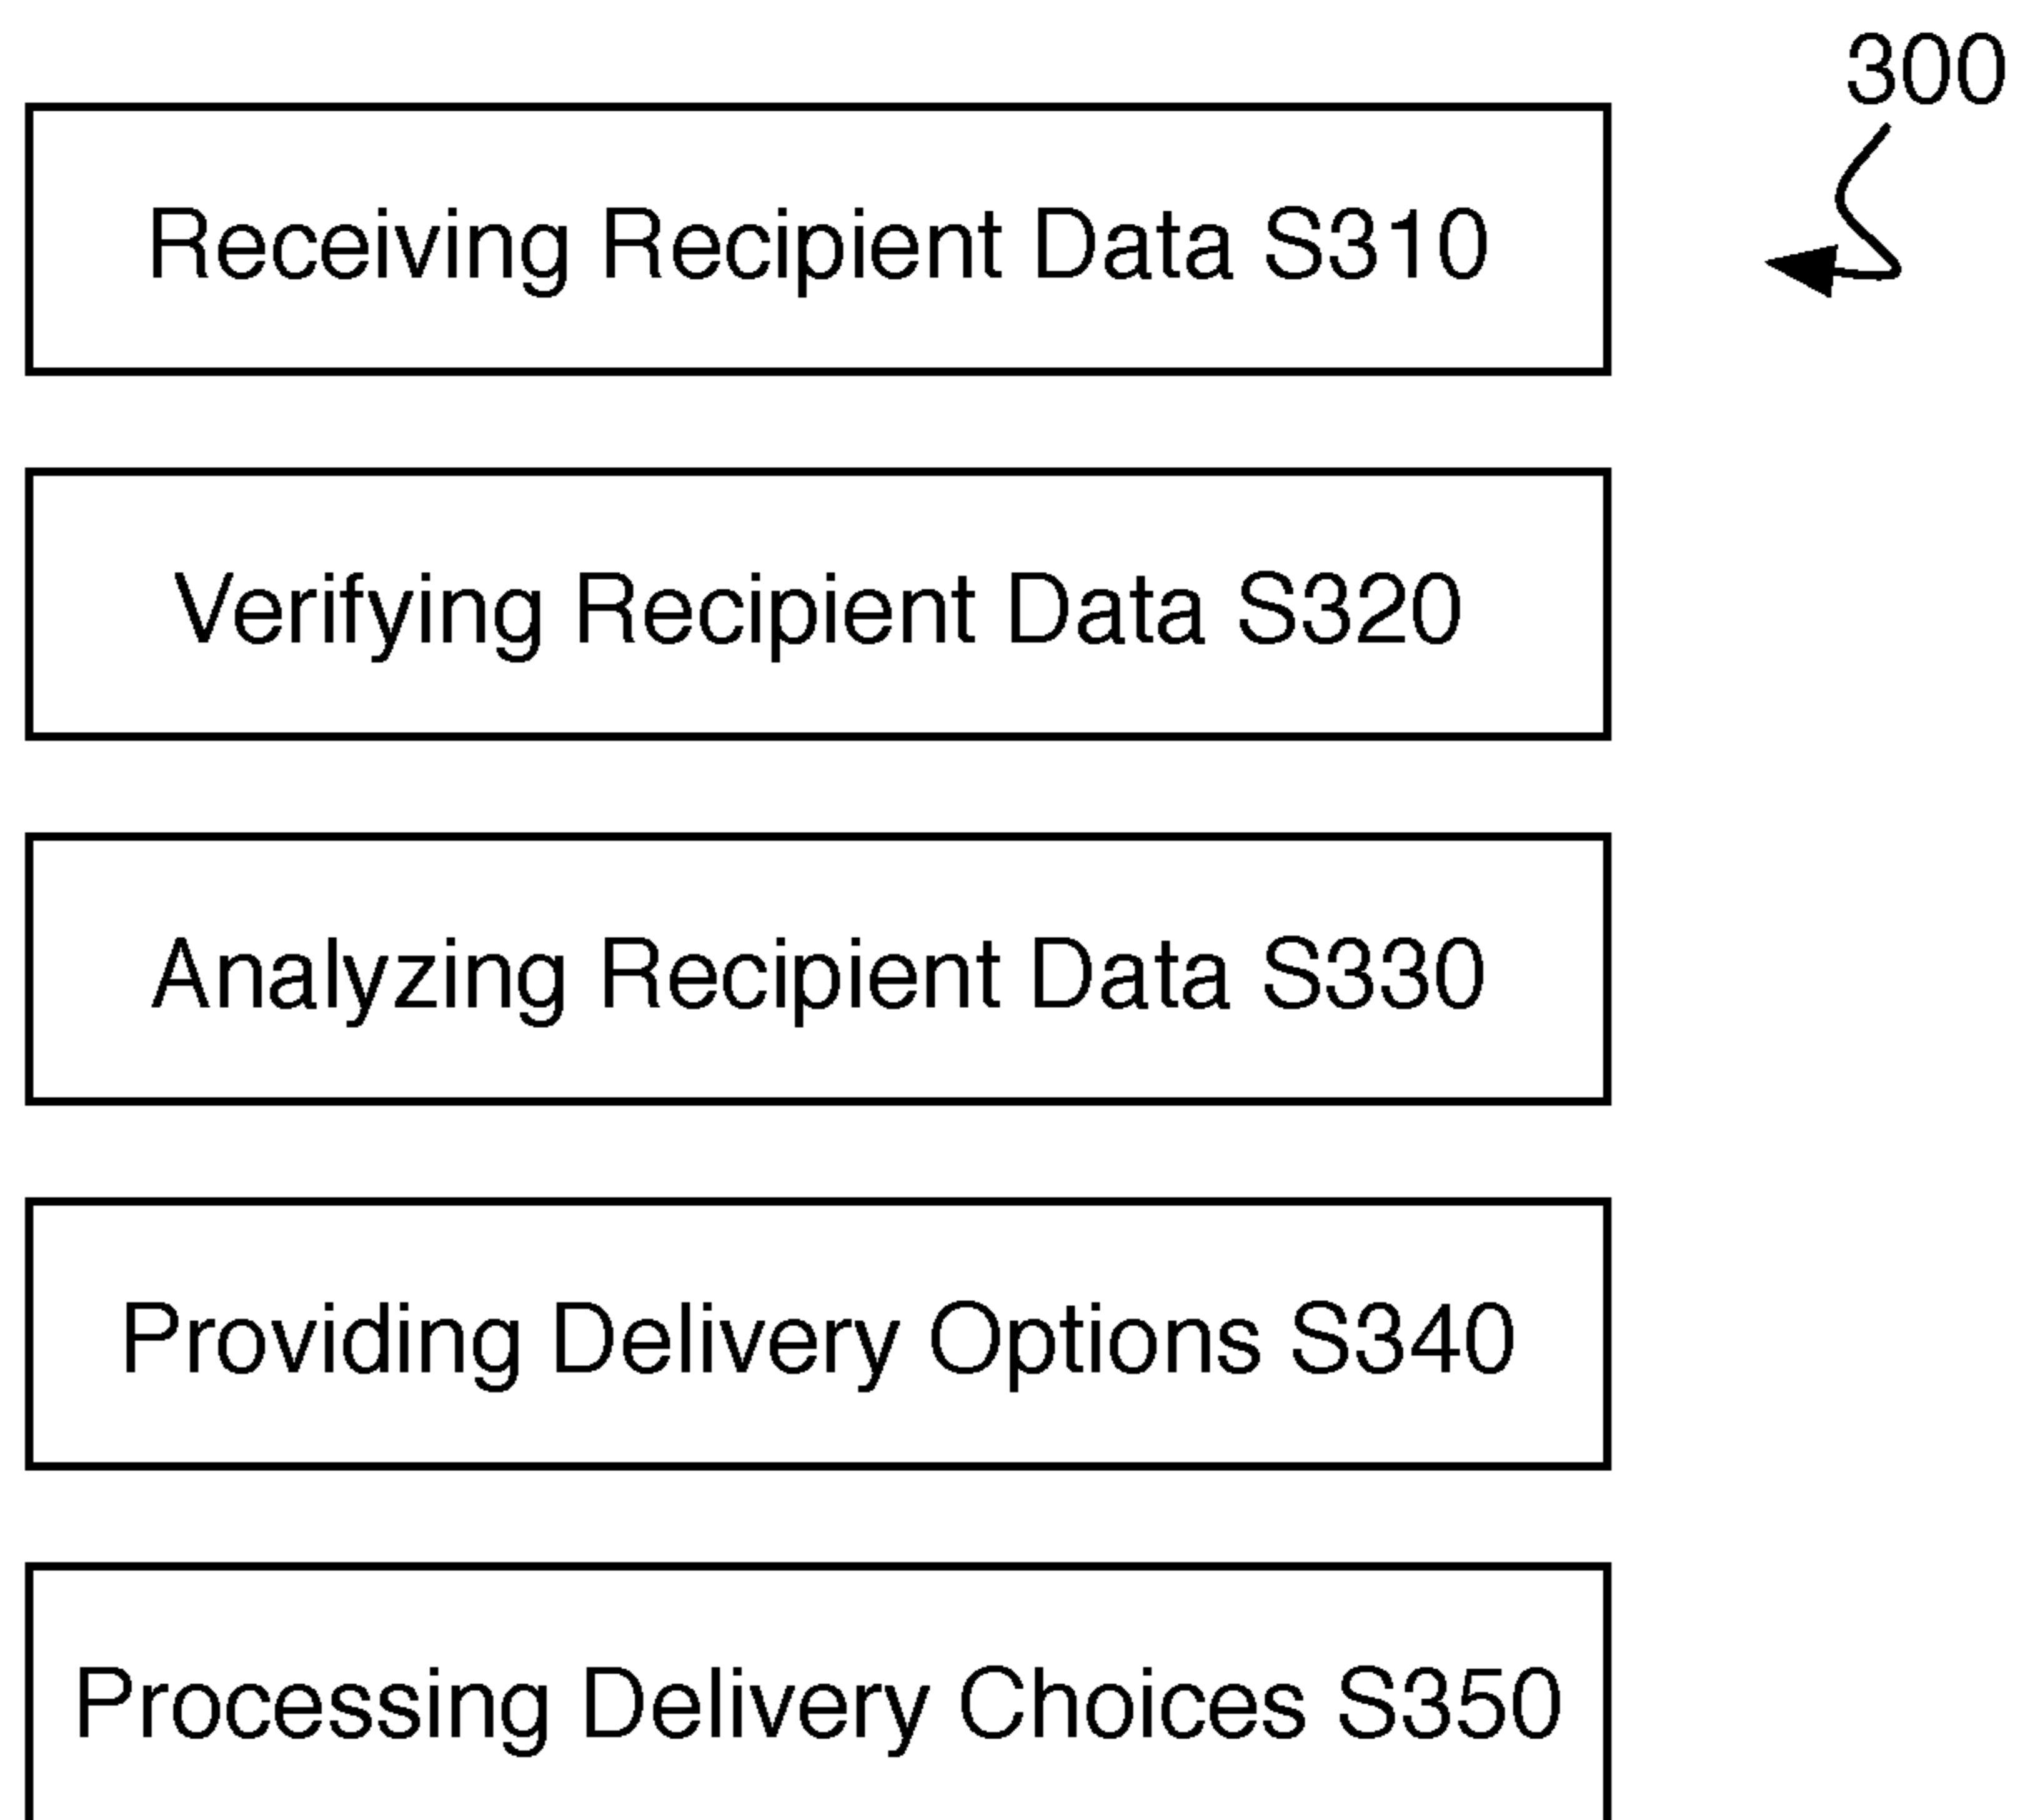 300
Receiving Recipient Data S310
Verifying Recipient Data S320
Analyzing Recipient Data S330
Providing Delivery Options S340
Processing Delivery Choices S350